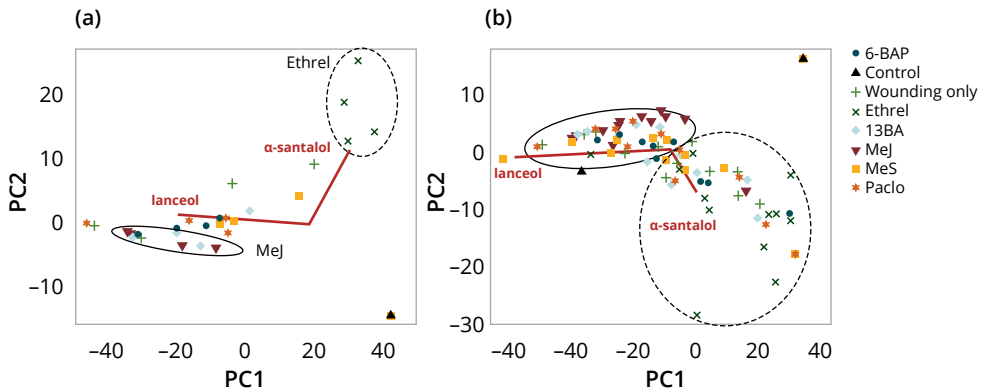 (a)
Ethrel
α-santalol
lanceol
MeJ
PC2
20
10
0
−10
−40
−20
0
20
40
PC1
(b)
PC2
10
0
−10
−20
−30
lanceol
α-santalol
−40
−20
0
20
40
PC1
6-BAP
Control
Wounding only
Ethrel
13BA
MeJ
MeS
Paclo